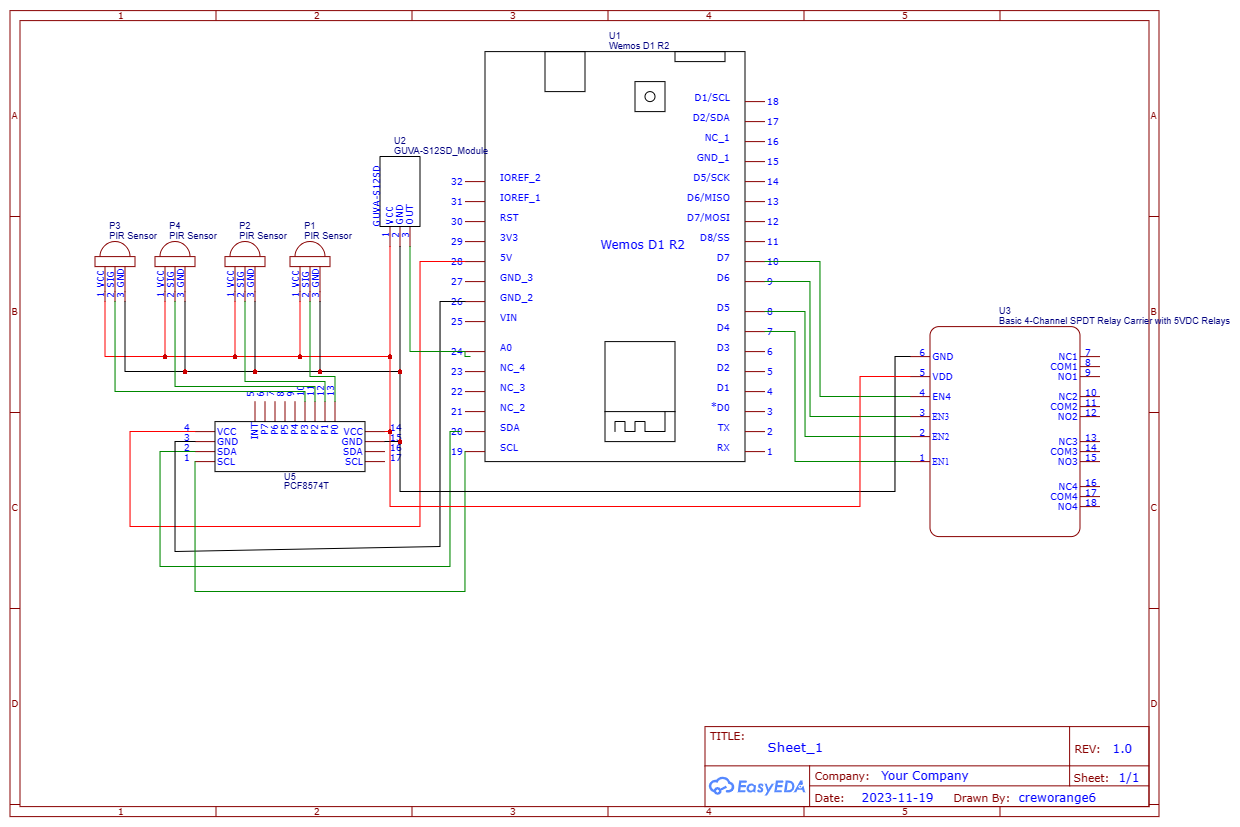 1 2 3 4 5
A
B
C
D
A
B
C
D
1 2 3 4 5
U1
Wemos D1 R2
Wemos D1 R2
D1/SCL 18
D2/SDA 17
NC_1 16
GND_1 15
D5/SCK 14
D6/MISO 13
D7/MOSI 12
D8/SS 11
D7 10
D6 9
D5 8
D4 7
D3 6
D2 5
D1 4
*D0 3
TX 2
RX 1
32 IOREF_2
31 IOREF_1
30 RST
29 3V3
28 5V
27 GND_3
26 GND_2
25 VIN
24 A0
23 NC_4
22 NC_3
21 NC_2
20 SDA
19 SCL
U2
GUVA-S12SD_Module
GUVA-S12SD
VCC
GND
OUT
1
2
3
P3
PIR Sensor
1 VCC
2 SIG
3 GND
P4
PIR Sensor
1 VCC
2 SIG
3 GND
P2
PIR Sensor
1 VCC
2 SIG
3 GND
P1
PIR Sensor
1 VCC
2 SIG
3 GND
5
6
7
8
9
10
11
12
13
INT
P7
P6
P5
P4
P3
P2
P1
P0
4 VCC
3 GND
2 SDA
1 SCL
VCC 14
GND 15
SDA 16
SCL 17
U5
PCF8574T
U3
Basic 4-Channel SPDT Relay Carrier with 5VDC Relays
6 GND
5 VDD
4 EN4
3 EN3
2 EN2
1 EN1
NC1 7
COM1 8
NO1 9
NC2 10
COM2 11
NO2 12
NC3 13
COM3 14
NO3 15
NC4 16
COM4 17
NO4 18
TITLE:
Sheet_1
REV: 1.0
EasyEDA
Company: Your Company
Sheet: 1/1
Date: 2023-11-19 Drawn By: creworange6